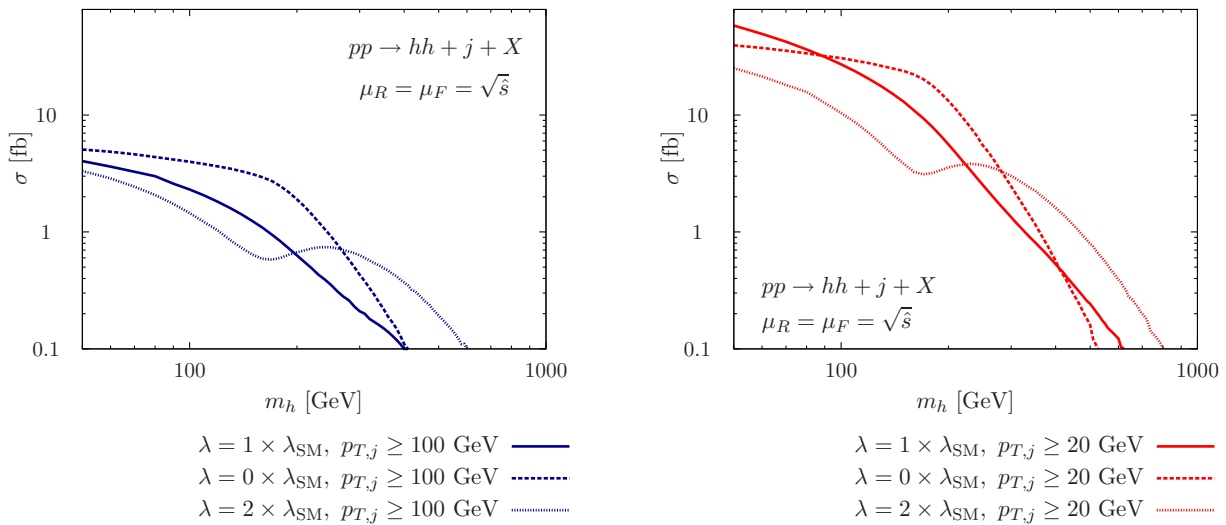 pp → hh + j + X
μ_R = μ_F = √ŝ
σ [fb]
10
1
0.1
100
1000
m_h [GeV]
λ = 1 × λ_SM, p_T,j ≥ 100 GeV
λ = 0 × λ_SM, p_T,j ≥ 100 GeV
λ = 2 × λ_SM, p_T,j ≥ 100 GeV
σ [fb]
10
1
0.1
pp → hh + j + X
μ_R = μ_F = √ŝ
100
1000
m_h [GeV]
λ = 1 × λ_SM, p_T,j ≥ 20 GeV
λ = 0 × λ_SM, p_T,j ≥ 20 GeV
λ = 2 × λ_SM, p_T,j ≥ 20 GeV